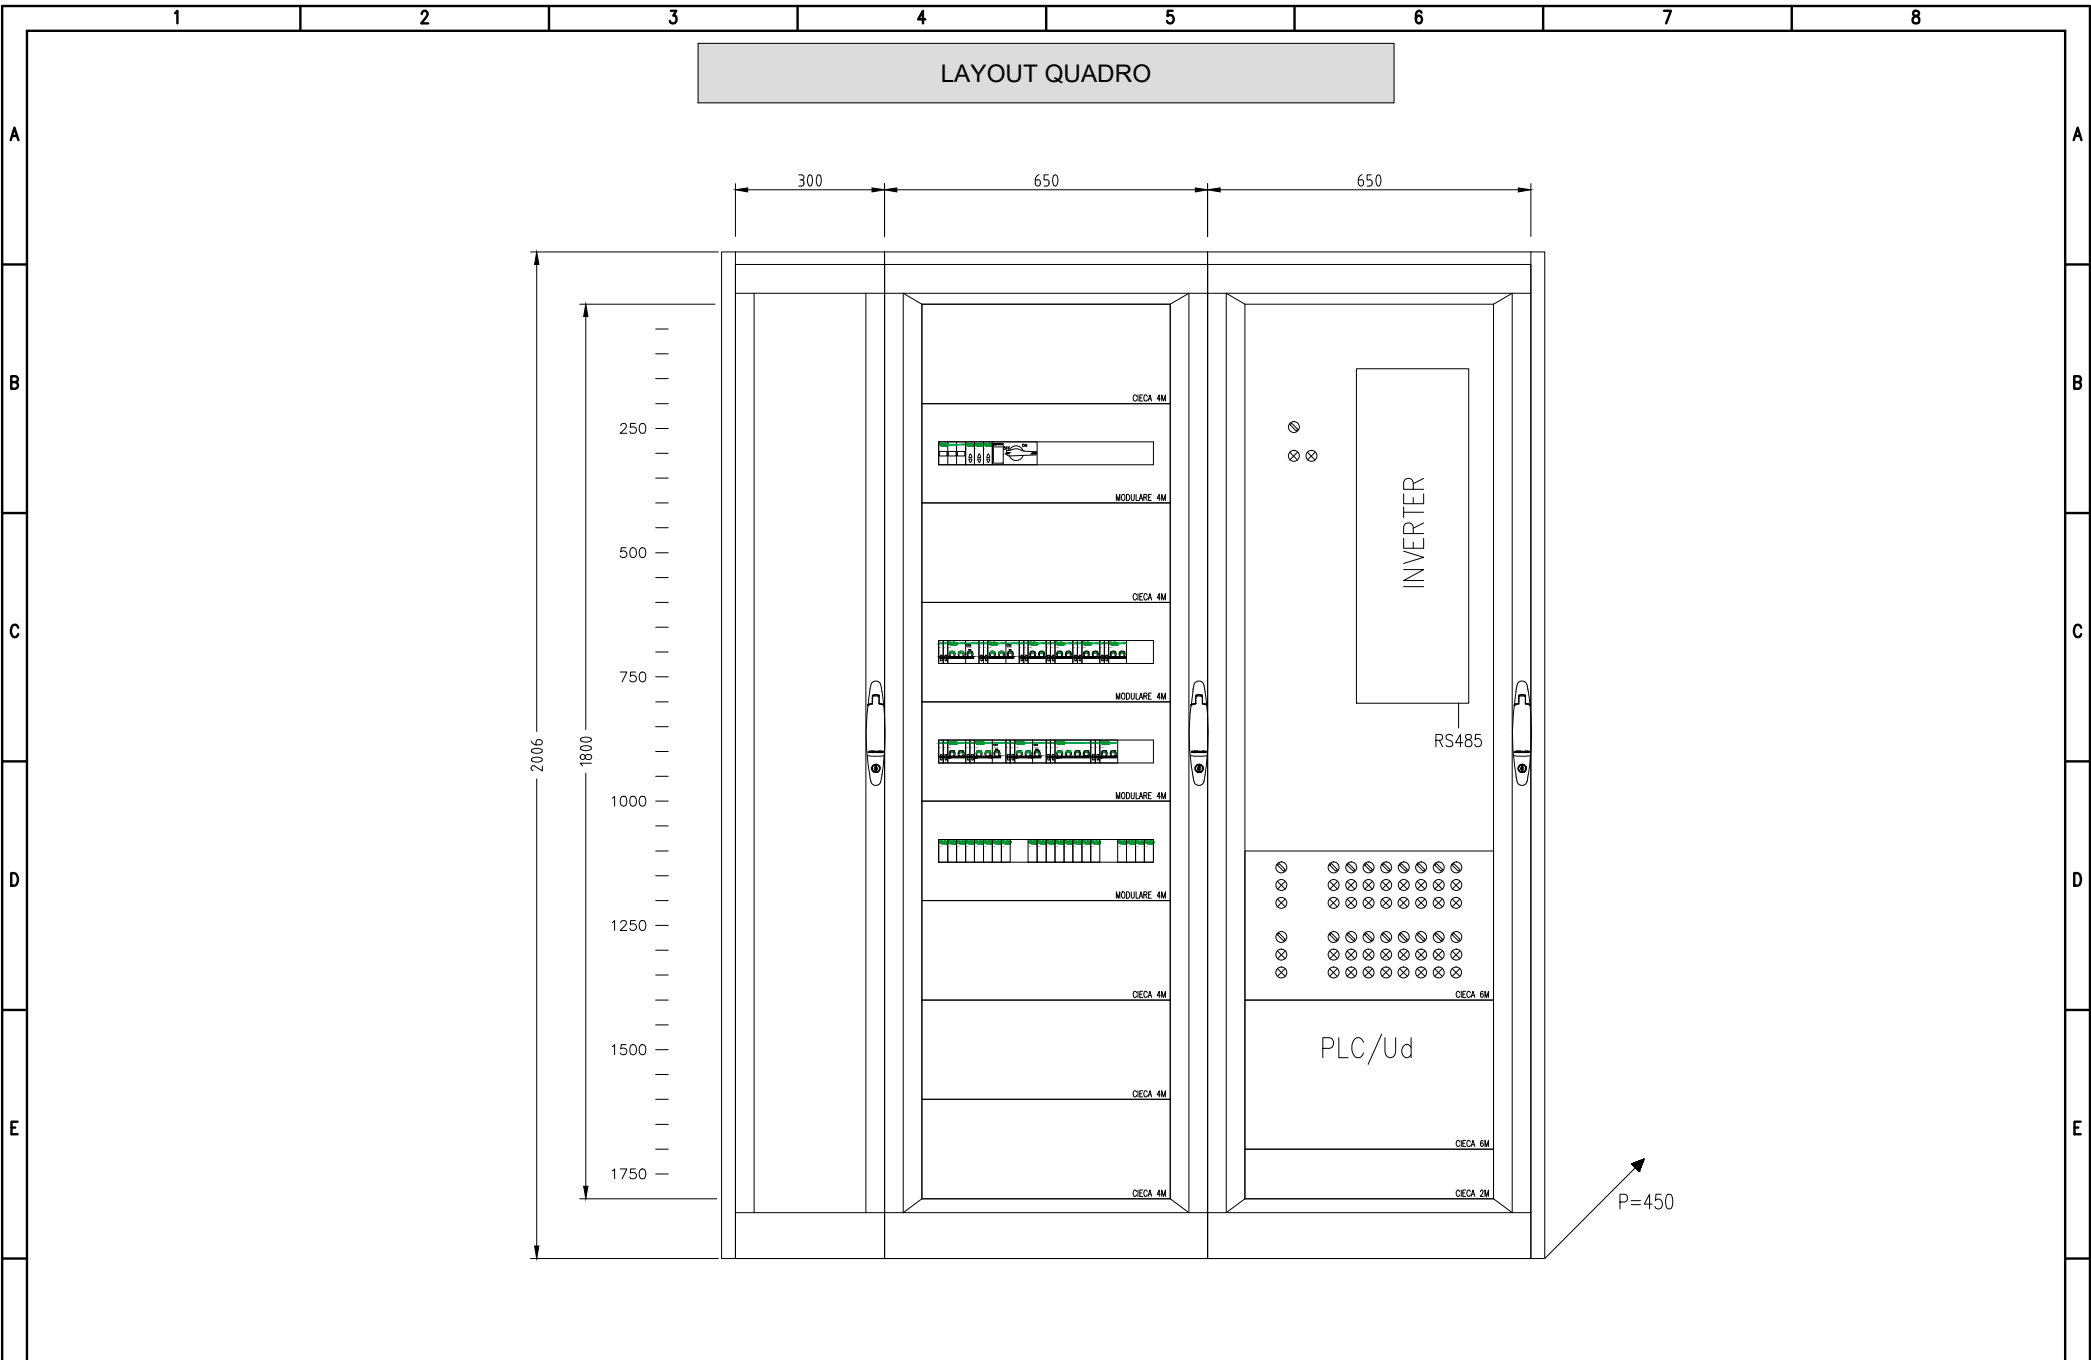 1 2 3 4 5 6 7 8
LAYOUT QUADRO
A A
300 650 650
B B
CIECA 4M
250
MODULARE 4M
INVERTER
C C
500
CIECA 4M
750
MODULARE 4M
RS485
2006
1800
1000
MODULARE 4M
D D
MODULARE 4M
1250
CIECA 4M
CIECA 6M
1500
PLC/Ud
CIECA 4M
E E
CIECA 6M
1750
CIECA 4M
CIECA 2M
P=450